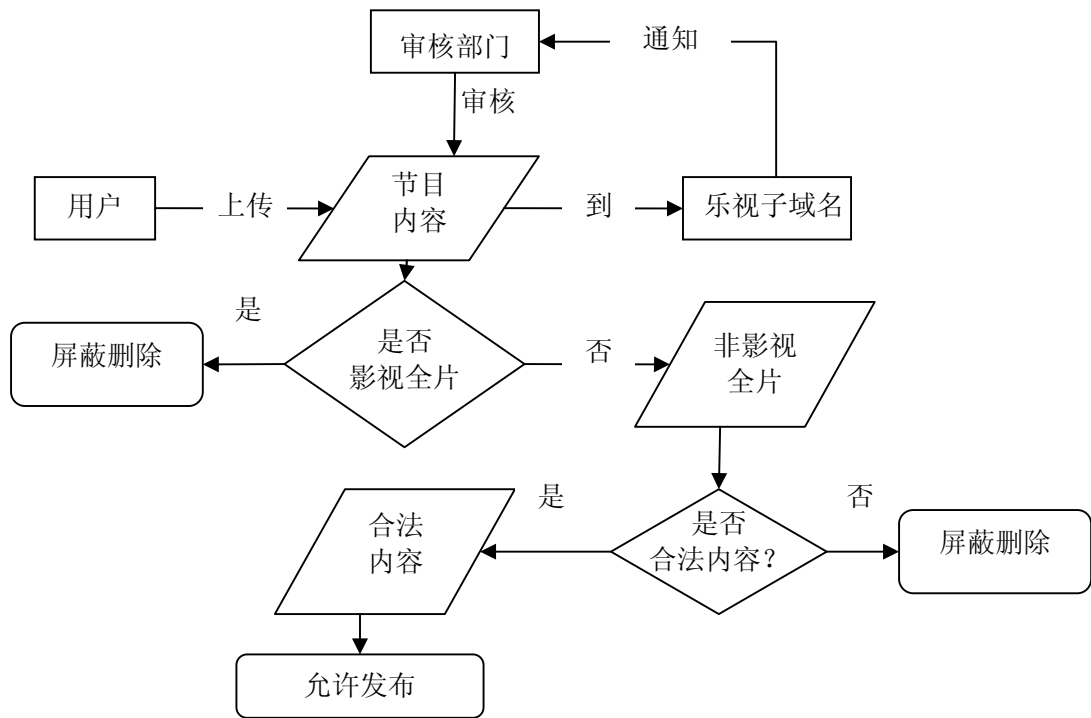 审核部门
通知
审核
用户
上传
节目
内容
到
乐视子域名
是
屏蔽删除
是否
影视全片
否
非影视
全片
是
合法
内容
是否
合法内容？
否
屏蔽删除
允许发布